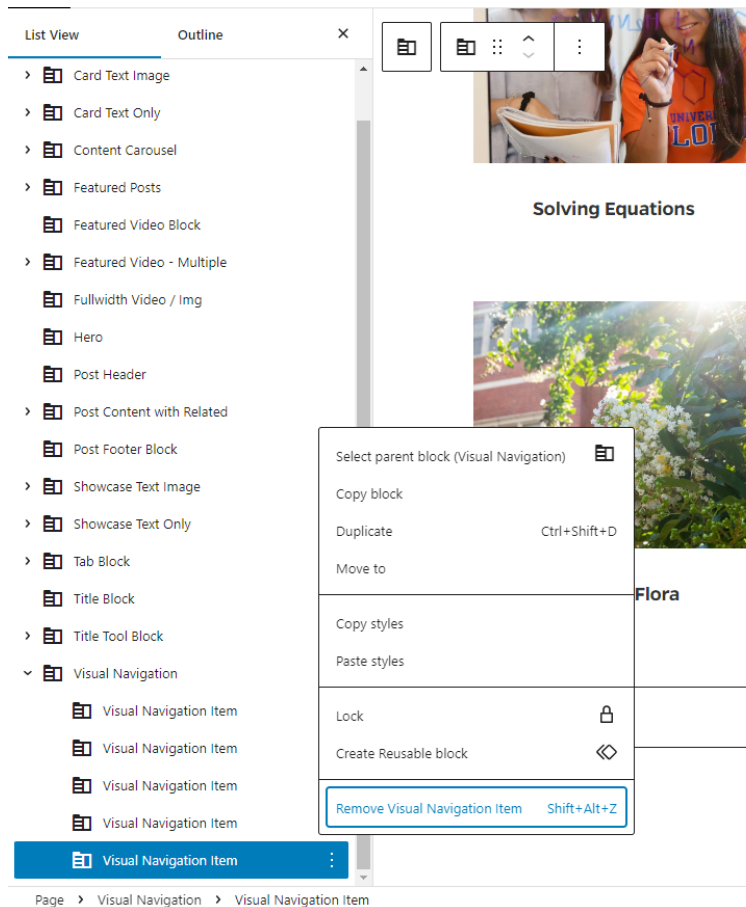 List View
Outline
Card Text Image
Card Text Only
Content Carousel
Featured Posts
Featured Video Block
Featured Video - Multiple
Fullwidth Video / Img
Hero
Post Header
Post Content with Related
Post Footer Block
Showcase Text Image
Showcase Text Only
Tab Block
Title Block
Title Tool Block
Visual Navigation
Visual Navigation Item
Visual Navigation Item
Visual Navigation Item
Visual Navigation Item
Visual Navigation Item
Page > Visual Navigation > Visual Navigation Item
Select parent block (Visual Navigation)
Copy block
Duplicate Ctrl+Shift+D
Move to
Copy styles
Paste styles
Lock
Create Reusable block
Remove Visual Navigation Item Shift+Alt+Z
UNIVER
LO
Solving Equations
Flora